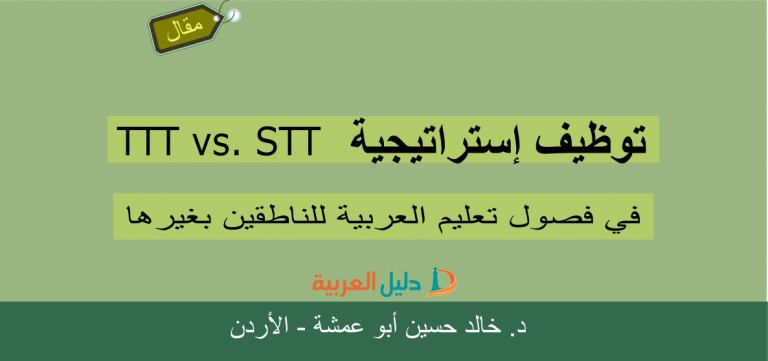 مقال
توظيف إستراتيجية TTT vs. STT
في فصول تعليم العربية للناطقين بغيرها
دليل العربية
د. خالد حسين أبو عمشة - الأردن